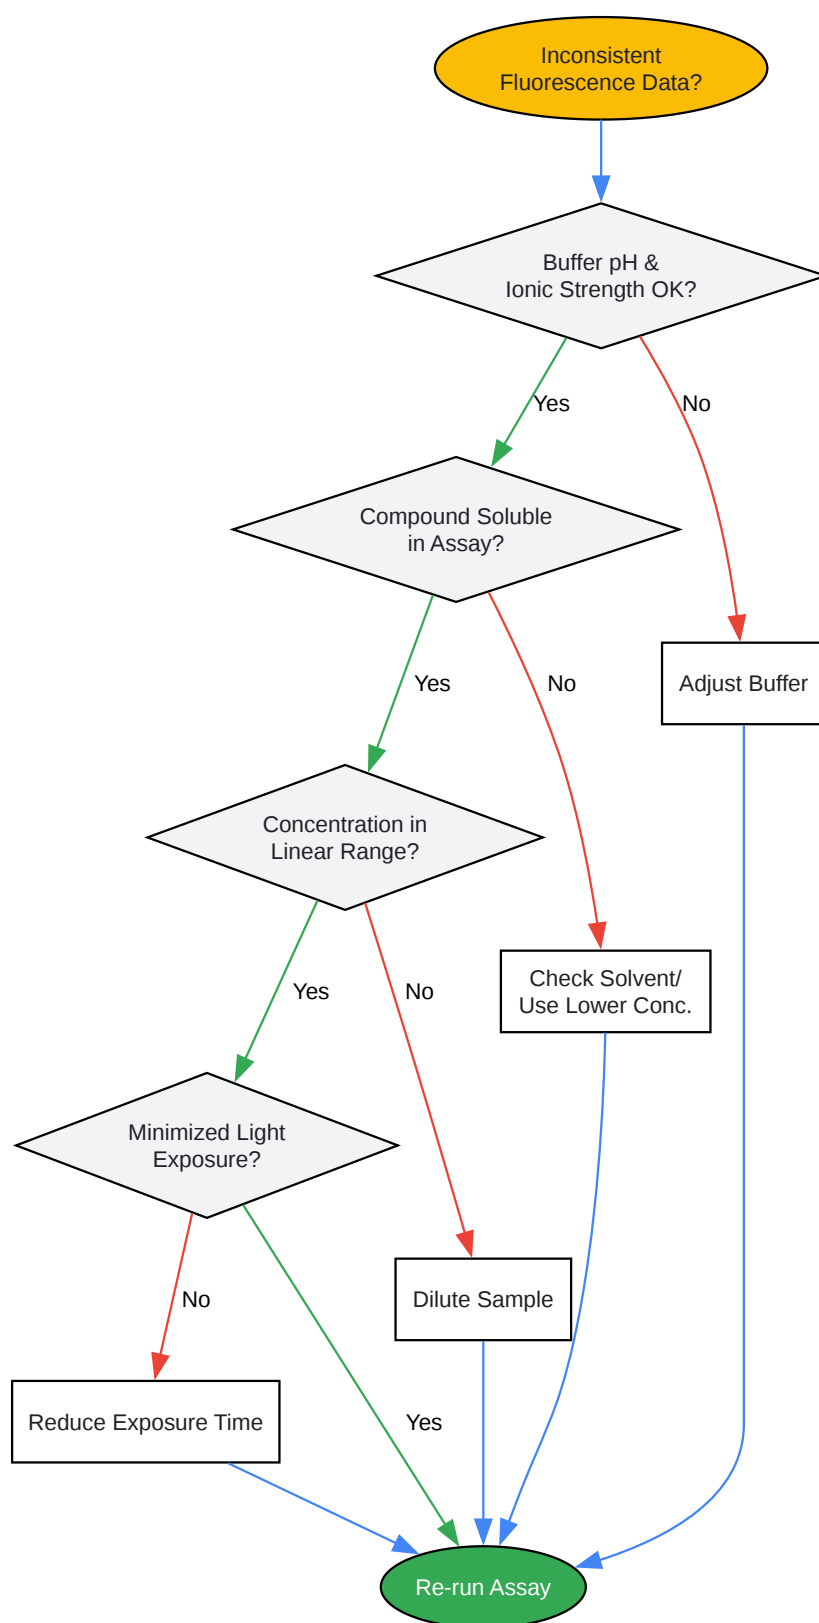 Inconsistent
Fluorescence Data?
Buffer pH &
Ionic Strength OK?
Yes
No
Compound Soluble
in Assay?
Yes
No
Adjust Buffer
Concentration in
Linear Range?
Yes
No
Check Solvent/
Use Lower Conc.
Minimized Light
Exposure?
No
Dilute Sample
Yes
Reduce Exposure Time
Re-run Assay